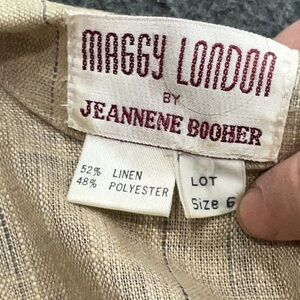 MAGGY LONDON
BY
JEANNENE BOOHER
52% LINEN
48% POLYESTER
LOT
Size 6